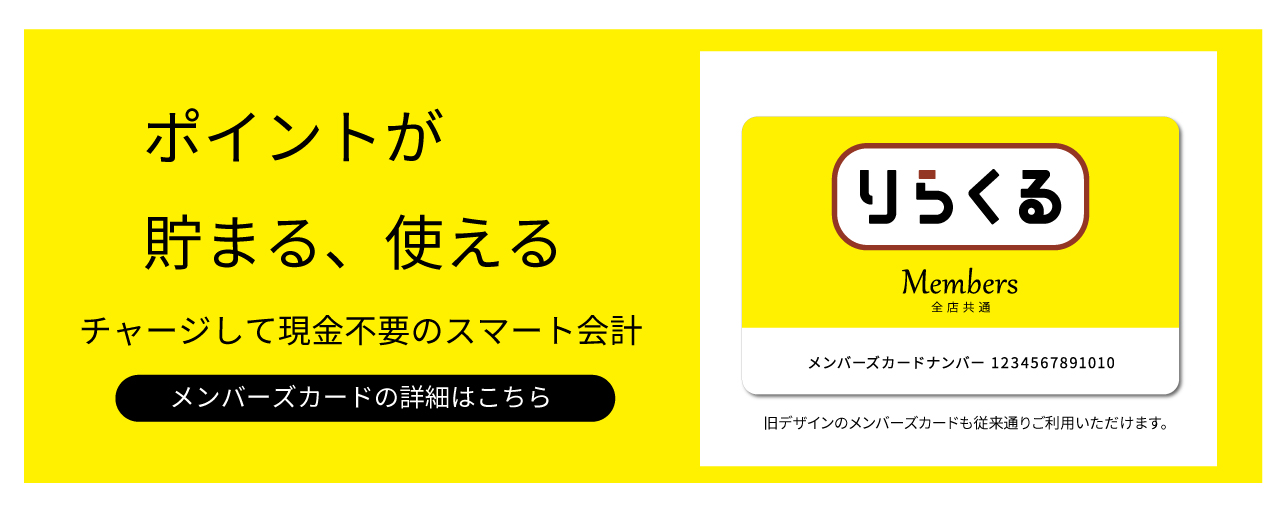 ポイントが
貯まる、使える
チャージして現金不要のスマート会計
メンバーズカードの詳細はこちら
りらくる
Members
全店共通
メンバーズカードナンバー 1234567891010
旧デザインのメンバーズカードも従来通りご利用いただけます。